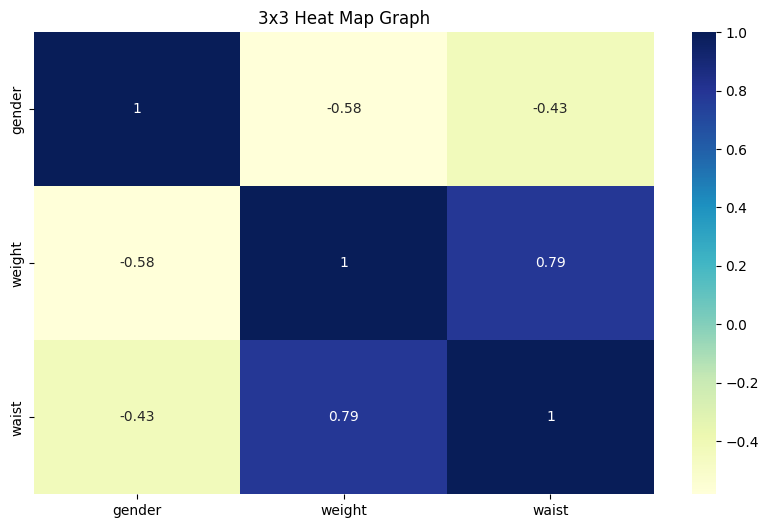 3x3 Heat Map Graph
gender 1 -0.58 -0.43
weight -0.58 1 0.79
waist -0.43 0.79 1
gender weight waist
1.0
0.8
0.6
0.4
0.2
0.0
−0.2
−0.4